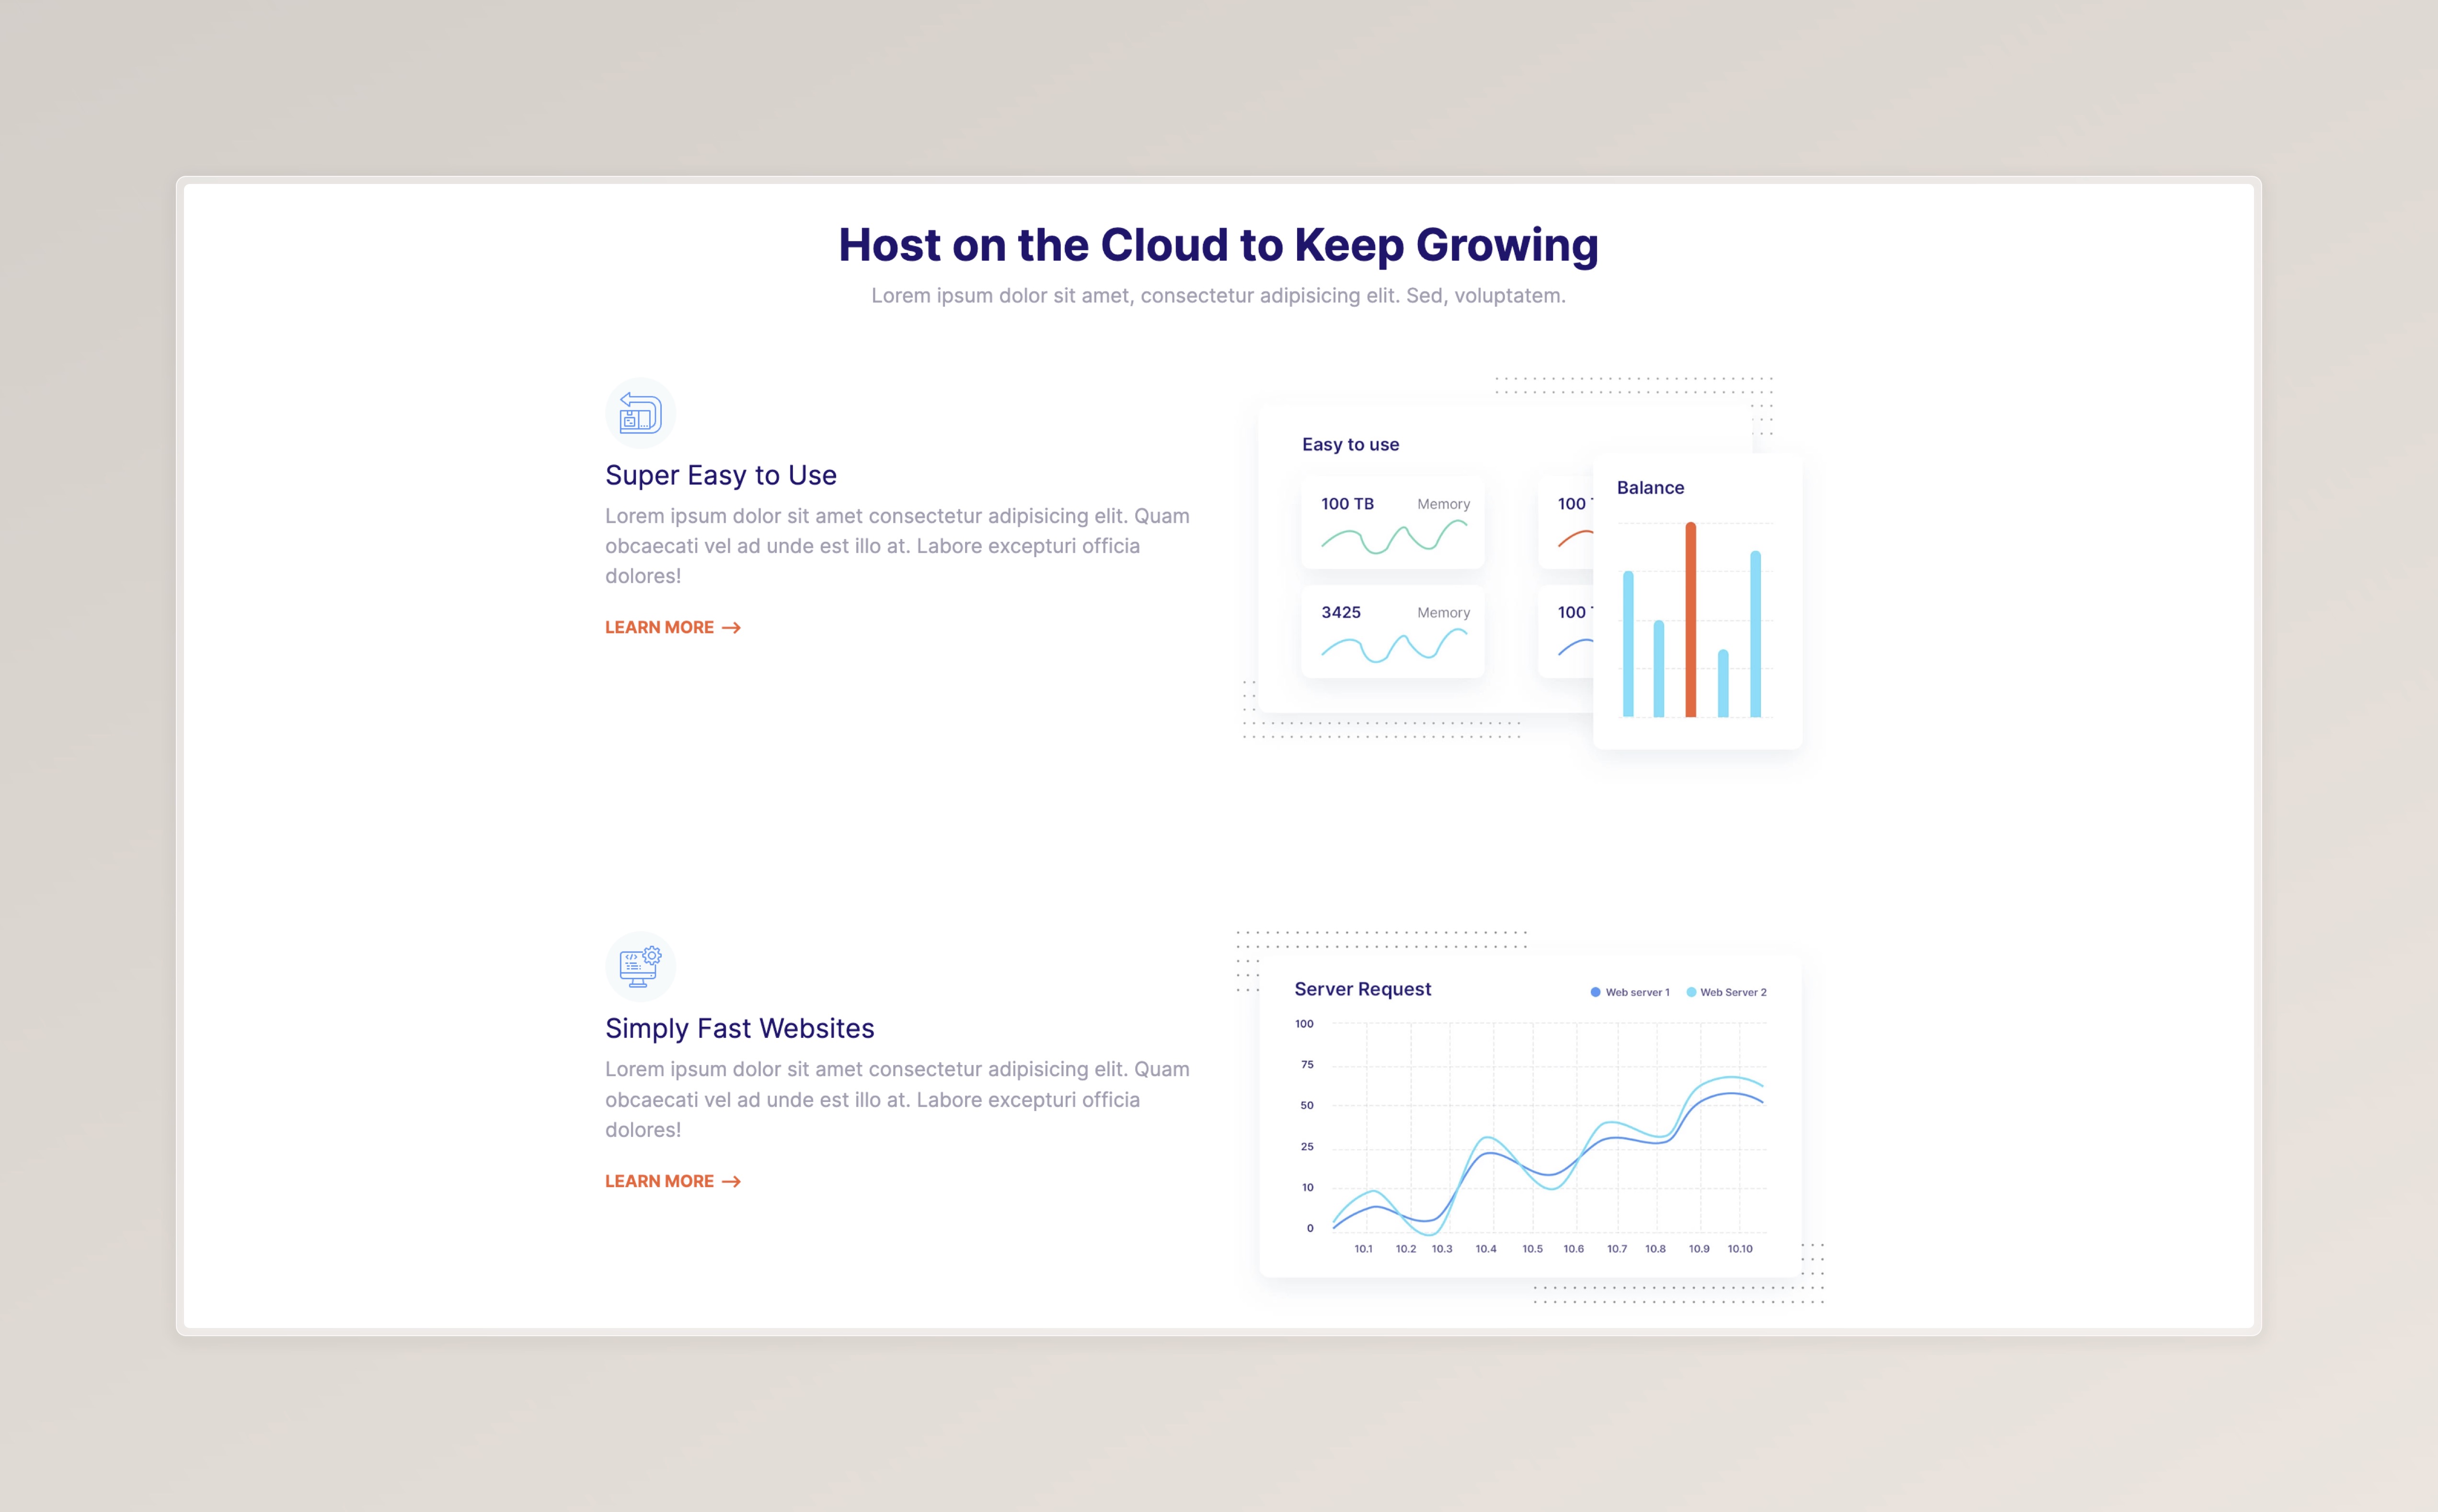 Host on the Cloud to Keep Growing
Lorem ipsum dolor sit amet, consectetur adipisicing elit. Sed, voluptatem.
Super Easy to Use
Lorem ipsum dolor sit amet consectetur adipisicing elit. Quam
obcaecati vel ad unde est illo at. Labore excepturi officia
dolores!
LEARN MORE →
Easy to use
100 TB Memory
100
3425 Memory
100
Balance
Simply Fast Websites
Lorem ipsum dolor sit amet consectetur adipisicing elit. Quam
obcaecati vel ad unde est illo at. Labore excepturi officia
dolores!
LEARN MORE →
Server Request
Web server 1 Web Server 2
100
75
50
25
10
0
10.1 10.2 10.3 10.4 10.5 10.6 10.7 10.8 10.9 10.10